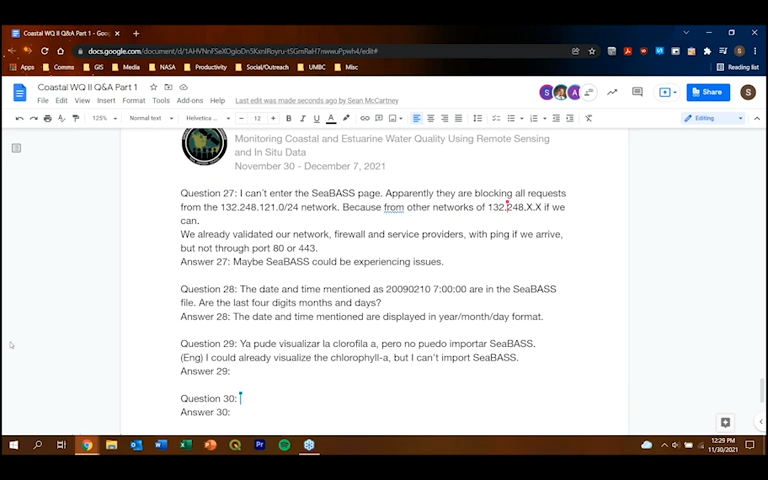 Coastal WQ II Q&A Part 1 - Goo
docs.google.com/document/d/
Apps Comms GIS Media NASA Productivity Social/Outreach UMBC Misc Reading list
Coastal WQ II Q&A Part 1
File Edit View Insert Format Tools Add-ons Help Last edit was made seconds ago by Sean McCartney
Share
S
125% Normal text Helvetica... 12 Editing
Monitoring Coastal and Estuarine Water Quality Using Remote Sensing
and In Situ Data
November 30 - December 7, 2021
Question 27: I can't enter the SeaBASS page. Apparently they are blocking all requests
from the 132.248.121.0/24 network. Because from other networks of 132.248.X.X if we
can.
We already validated our network, firewall and service providers, with ping if we arrive,
but not through port 80 or 443.
Answer 27: Maybe SeaBASS could be experiencing issues.
Question 28: The date and time mentioned as 20090210 7:00:00 are in the SeaBASS
file. Are the last four digits months and days?
Answer 28: The date and time mentioned are displayed in year/month/day format.
Question 29: Ya pude visualizar la clorofila a, pero no puedo importar SeaBASS.
(Eng) I could already visualize the chlorophyll-a, but I can't import SeaBASS.
Answer 29:
Question 30:
Answer 30:
12:29 PM
11/30/2021